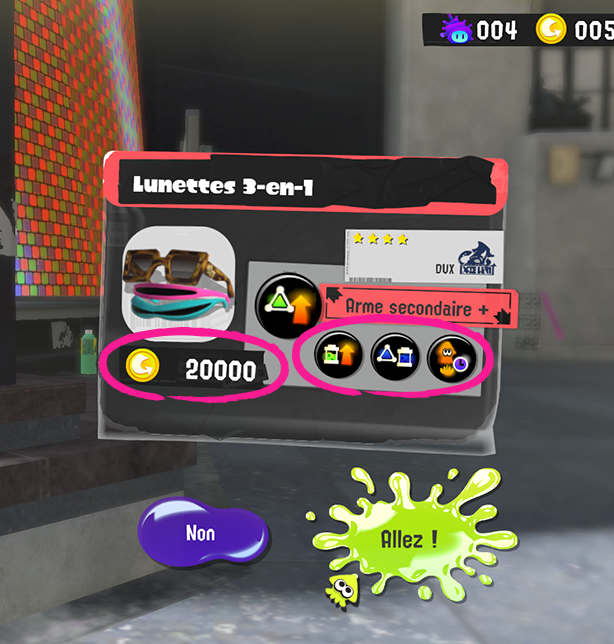 004
005
Lunettes 3-en-1
DUX
Arme secondaire +
20000
Non
Allez !